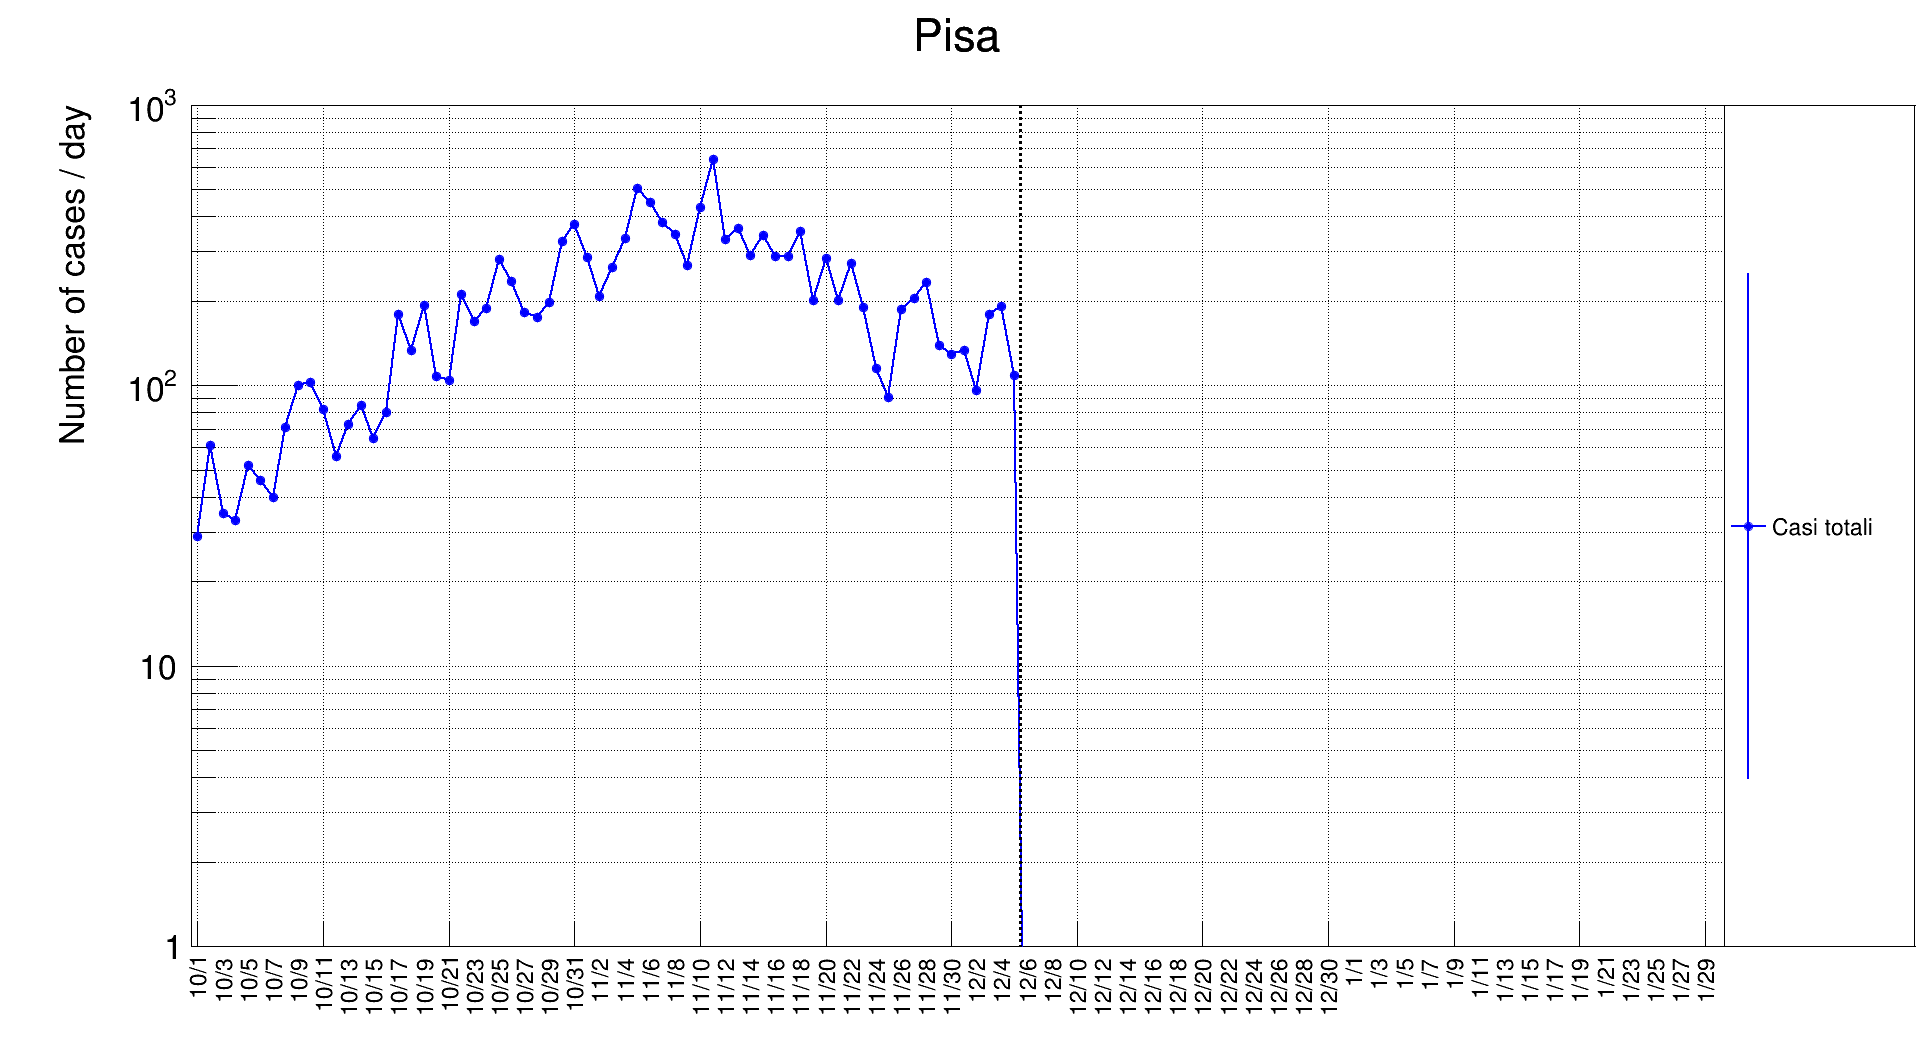 Pisa
Number of cases / day
10³
10²
10
1
10/1 10/3 10/5 10/7 10/9 10/11 10/13 10/15 10/17 10/19 10/21 10/23 10/25 10/27 10/29 10/31 11/2 11/4 11/6 11/8 11/10 11/12 11/14 11/16 11/18 11/20 11/22 11/24 11/26 11/28 11/30 12/2 12/4 12/6 12/8 12/10 12/12 12/14 12/16 12/18 12/20 12/22 12/24 12/26 12/28 12/30 1/1 1/3 1/5 1/7 1/9 1/11 1/13 1/15 1/17 1/19 1/21 1/23 1/25 1/27 1/29
Casi totali